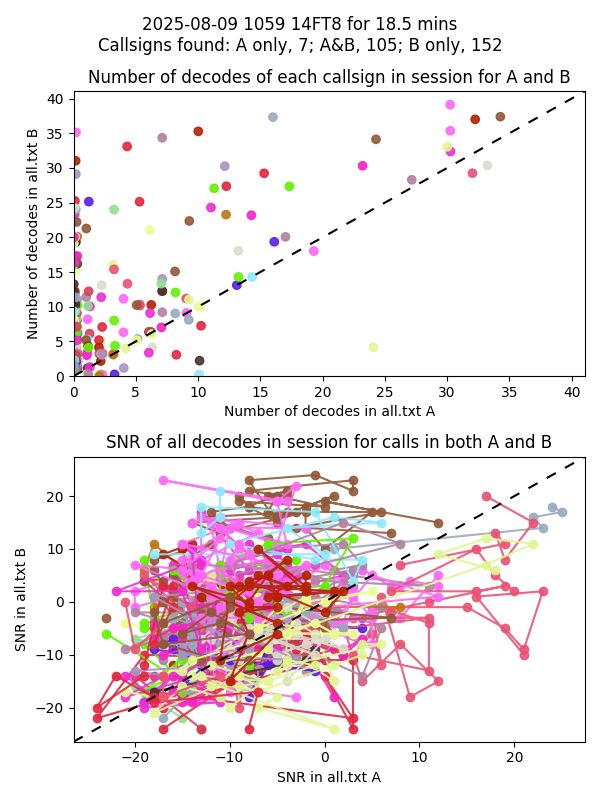 2025-08-09 1059 14FT8 for 18.5 mins
Callsigns found: A only, 7; A&B, 105; B only, 152
Number of decodes of each callsign in session for A and B
40
35
30
25
20
15
10
5
0
Number of decodes in all.txt B
0 5 10 15 20 25 30 35 40
Number of decodes in all.txt A
SNR of all decodes in session for calls in both A and B
20
10
0
−10
−20
SNR in all.txt B
−20 −10 0 10 20
SNR in all.txt A